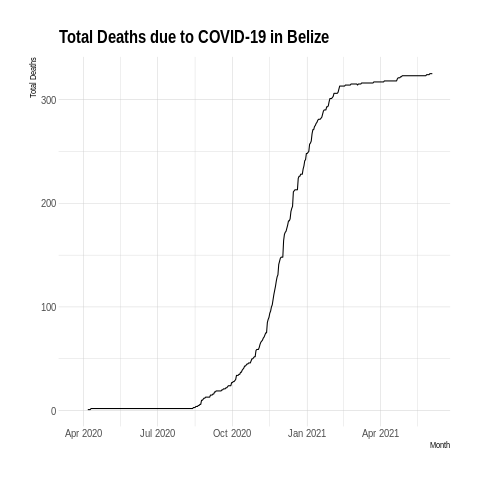 Total Deaths due to COVID-19 in Belize
Total Deaths
300
200
100
0
Apr 2020 Jul 2020 Oct 2020 Jan 2021 Apr 2021
Month